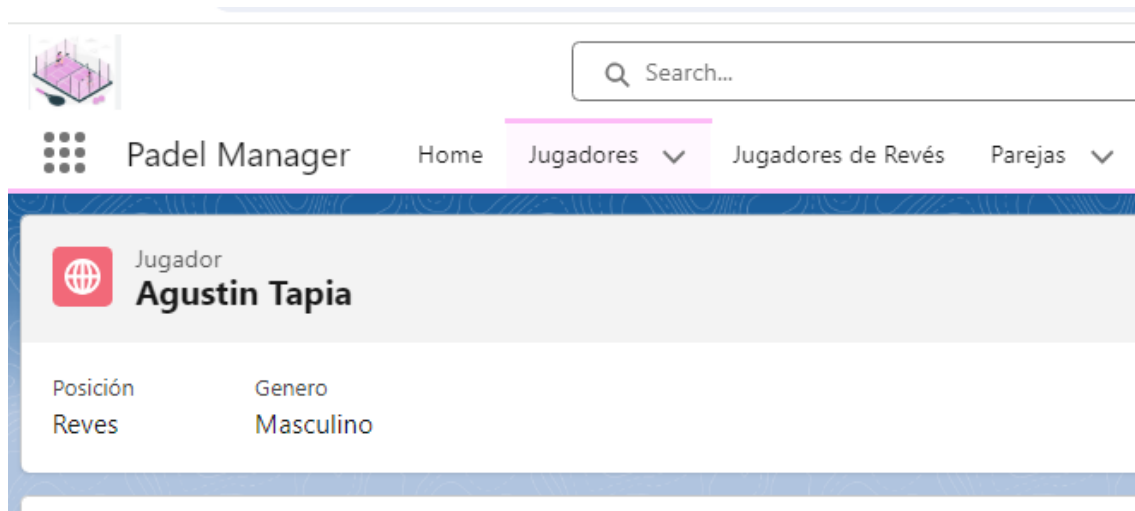 Search...
Padel Manager Home Jugadores Jugadores de Revés Parejas
Jugador
Agustin Tapia
Posición Genero
Reves Masculino